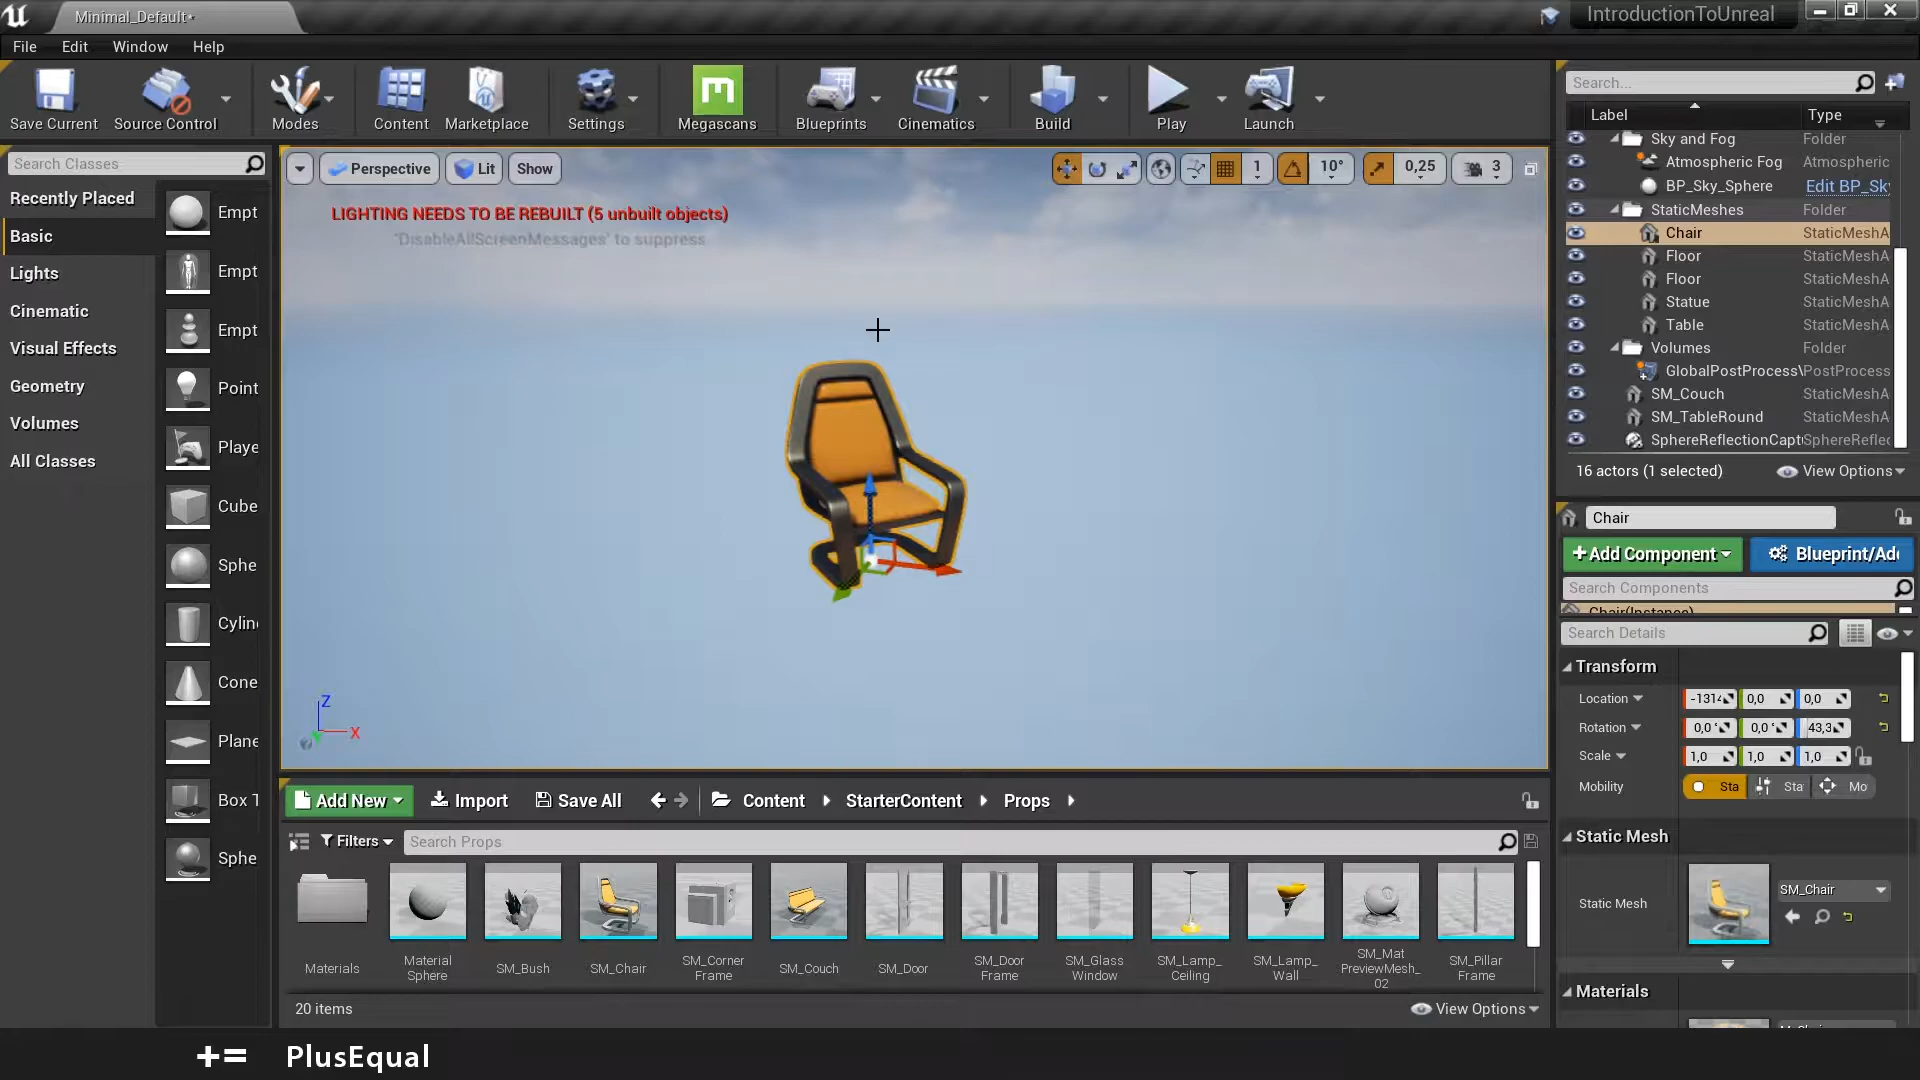 Minimal_Default*
IntroductionToUnreal
File Edit Window Help
Save Current
Source Control
Modes
Content
Marketplace
Settings
Megascans
Blueprints
Cinematics
Build
Play
Launch
Search Classes
Recently Placed
Basic
Lights
Cinematic
Visual Effects
Geometry
Volumes
All Classes
Empt
Empt
Empt
Point
Playe
Cube
Sphe
Cylin
Cone
Plane
Box T
Sphe
Perspective Lit Show
1 10° 0,25 3
LIGHTING NEEDS TO BE REBUILT (5 unbuilt objects)
'DisableAllScreenMessages' to suppress
Z
X
Y
Search...
Label Type
Sky and Fog Folder
Atmospheric Fog Atmospheric
BP_Sky_Sphere Edit BP_Sk
StaticMeshes Folder
Chair StaticMeshA
Floor StaticMeshA
Floor StaticMeshA
Statue StaticMeshA
Table StaticMeshA
Volumes Folder
GlobalPostProcess PostProcess
SM_Couch StaticMeshA
SM_TableRound StaticMeshA
SphereReflectionCapt SphereReflec
16 actors (1 selected) View Options
Chair
+Add Component Blueprint/Add
Search Components
Chair(Instance)
Search Details
Transform
Location -1314 0,0 0,0
Rotation 0,0 ° 0,0 ° 43,3
Scale 1,0 1,0 1,0
Mobility Sta Sta Mo
Static Mesh
Static Mesh SM_Chair
Materials
Add New Import Save All Content StarterContent Props
Filters Search Props
Materials
Material
Sphere
SM_Bush
SM_Chair
SM_Corner
Frame
SM_Couch
SM_Door
SM_Door
Frame
SM_Glass
Window
SM_Lamp_
Ceiling
SM_Lamp_
Wall
SM_Mat
PreviewMesh_
02
SM_Pillar
Frame
20 items View Options
+= PlusEqual